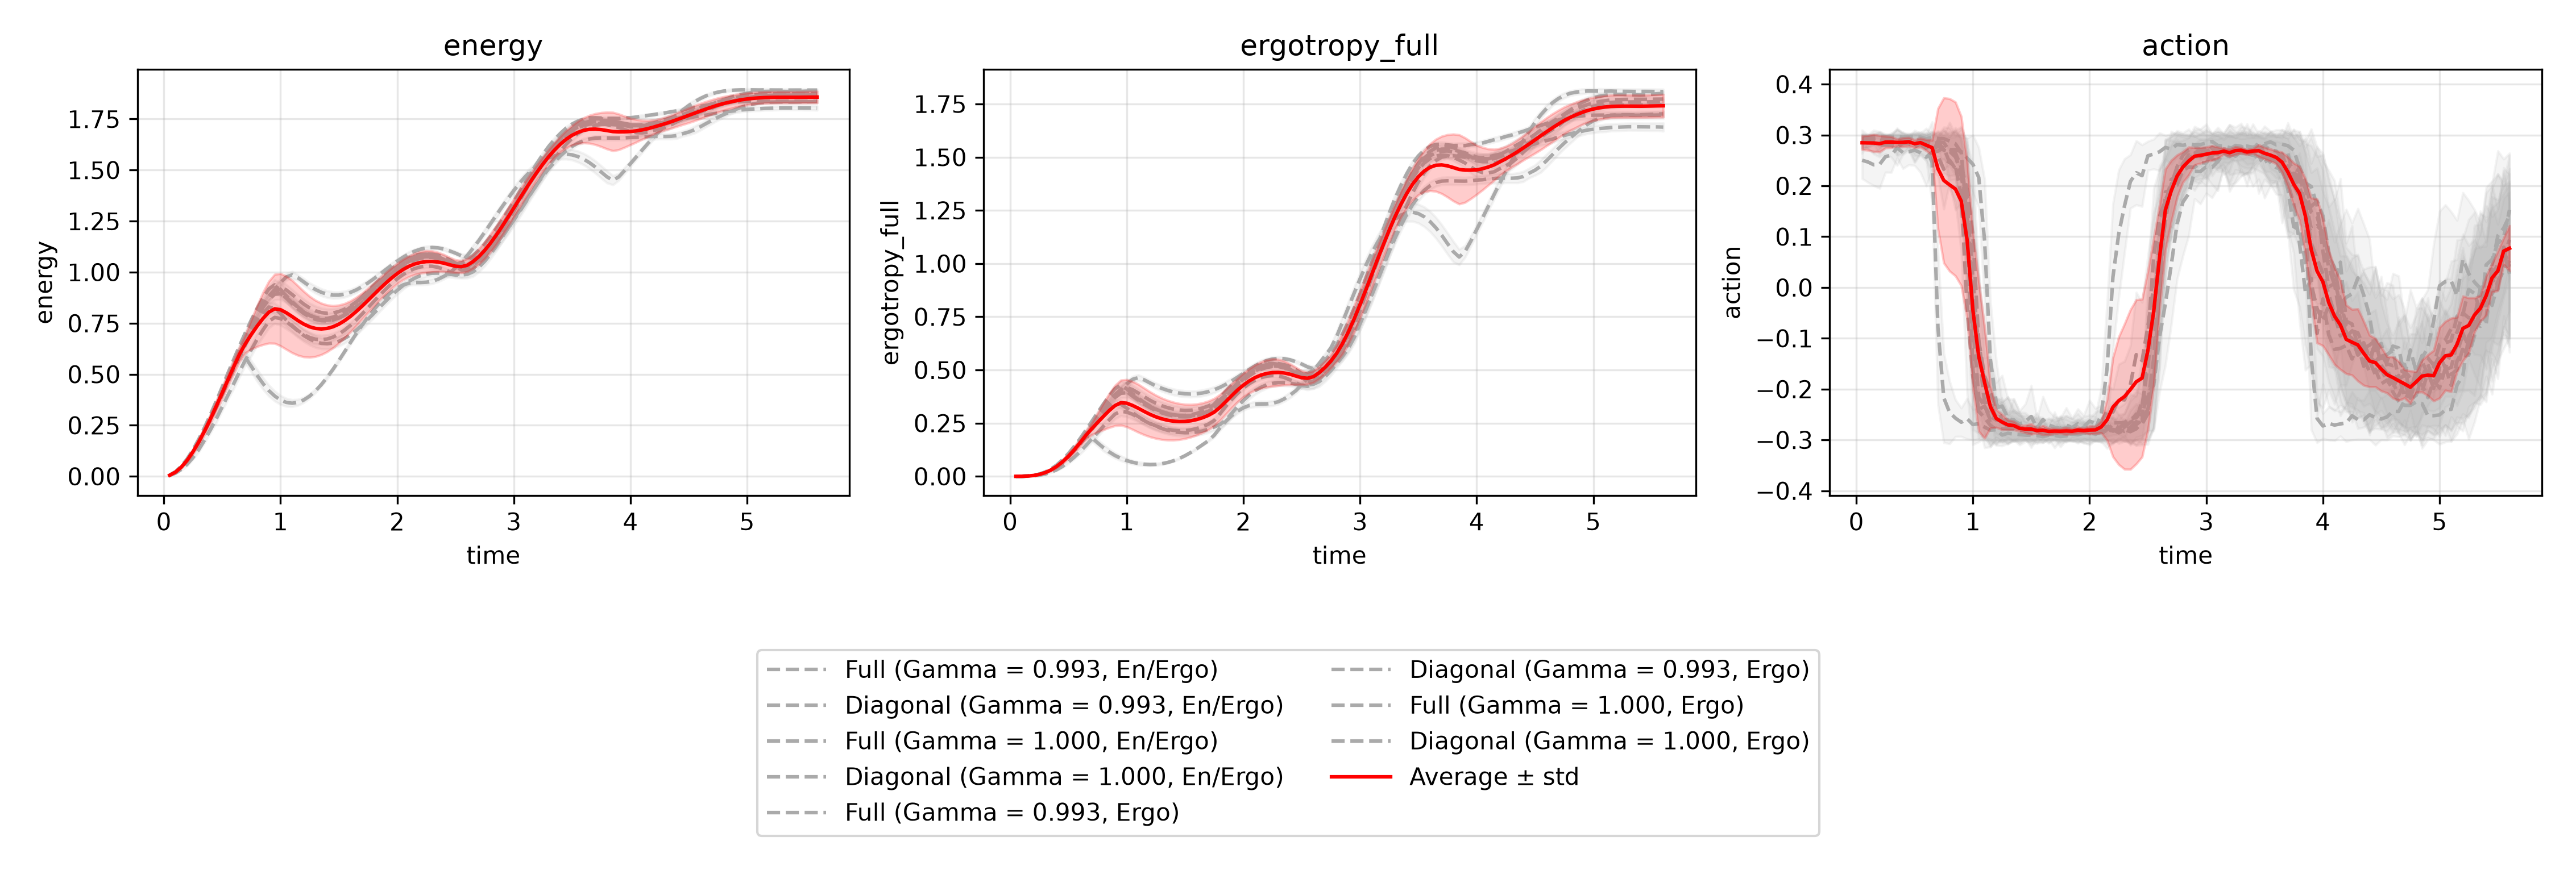 energy
energy
0.00
0.25
0.50
0.75
1.00
1.25
1.50
1.75
0
1
2
3
4
5
time
ergotropy_full
ergotropy_full
0.00
0.25
0.50
0.75
1.00
1.25
1.50
1.75
0
1
2
3
4
5
time
action
action
0.4
0.3
0.2
0.1
0.0
−0.1
−0.2
−0.3
−0.4
0
1
2
3
4
5
time
Full (Gamma = 0.993, En/Ergo)
Diagonal (Gamma = 0.993, En/Ergo)
Full (Gamma = 1.000, En/Ergo)
Diagonal (Gamma = 1.000, En/Ergo)
Full (Gamma = 0.993, Ergo)
Diagonal (Gamma = 0.993, Ergo)
Full (Gamma = 1.000, Ergo)
Diagonal (Gamma = 1.000, Ergo)
Average ± std